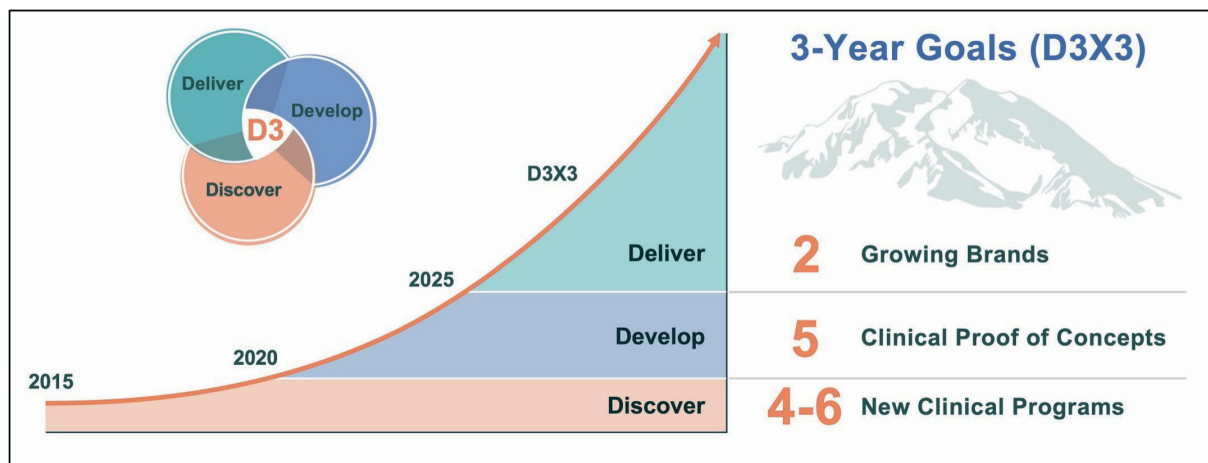 Deliver
Develop
D3
Discover
2015
2020
2025
D3X3
Deliver
Develop
Discover
3-Year Goals (D3X3)
2 Growing Brands
5 Clinical Proof of Concepts
4-6 New Clinical Programs